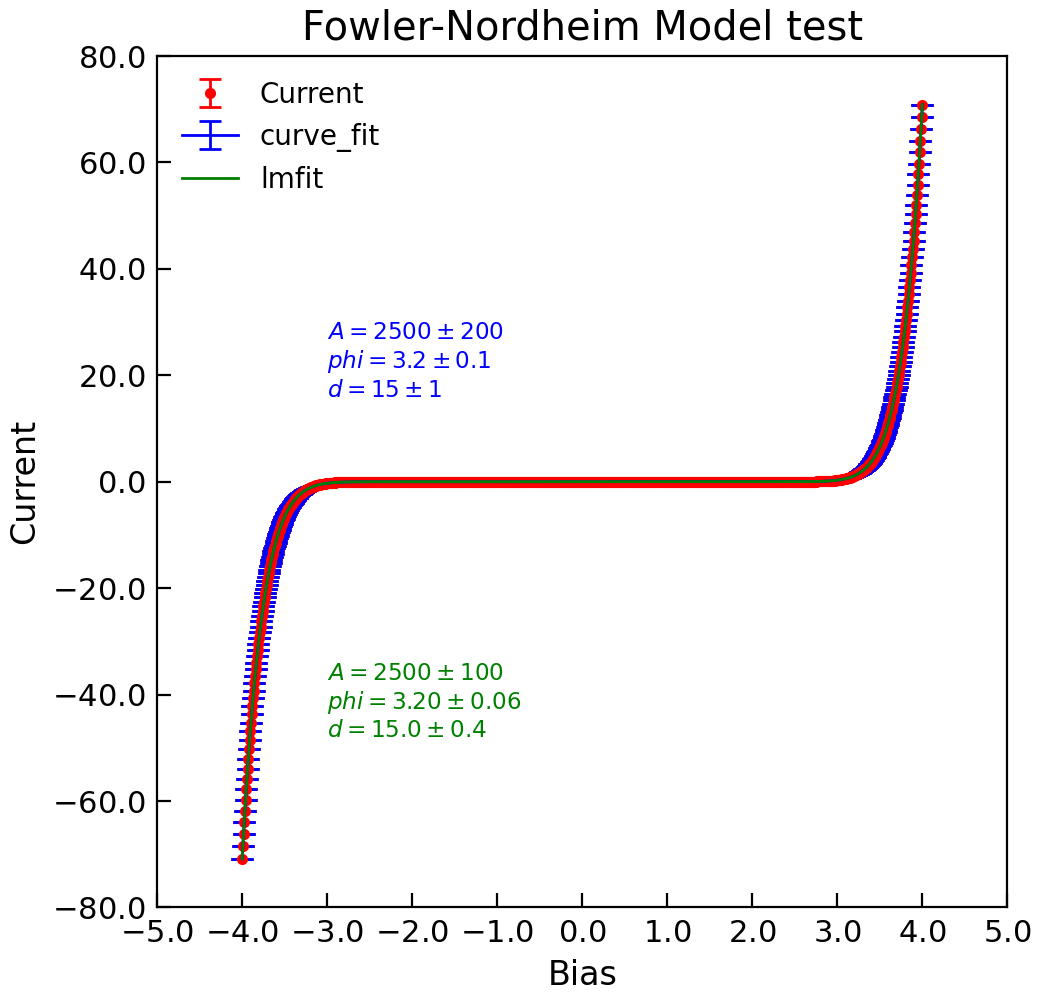 Fowler-Nordheim Model test
80.0
60.0
40.0
20.0
0.0
−20.0
−40.0
−60.0
−80.0
Current
Current
curve_fit
lmfit
A = 2500 ± 200
phi = 3.2 ± 0.1
d = 15 ± 1
A = 2500 ± 100
phi = 3.20 ± 0.06
d = 15.0 ± 0.4
−5.0 −4.0 −3.0 −2.0 −1.0 0.0 1.0 2.0 3.0 4.0 5.0
Bias